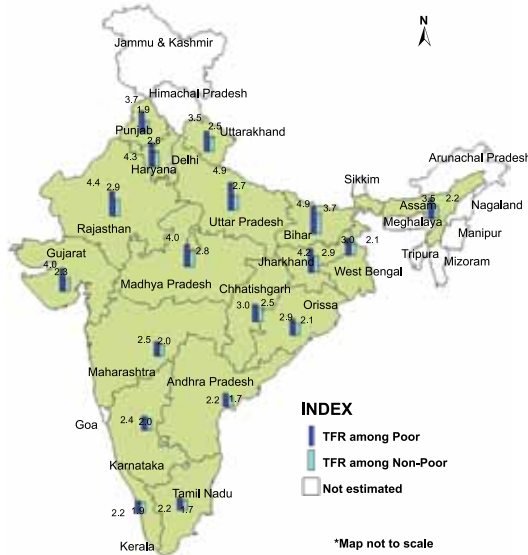 N
Jammu & Kashmir
Himachal Pradesh
3.7
1.9
3.5
2.5
Punjab
Uttarakhand
2.6
4.3
Haryana
Delhi
4.9
4.4
2.9
2.7
Rajasthan
Uttar Pradesh
Sikkim
Arunachal Pradesh
4.9
3.7
3.5
2.2
Assam
Nagaland
Meghalaya
Manipur
Bihar
Tripura
Mizoram
4.0
2.8
3.0
2.1
Gujarat
4.0
2.3
4.2
2.9
Jharkhand
West Bengal
Madhya Pradesh
Chhatishgarh
3.0
2.5
Orissa
2.9
2.1
2.5
2.0
Maharashtra
Andhra Pradesh
2.2
1.7
Goa
2.4
2.0
Karnataka
Tamil Nadu
2.2
1.9
2.2
1.7
Kerala
INDEX
TFR among Poor
TFR among Non-Poor
Not estimated
*Map not to scale